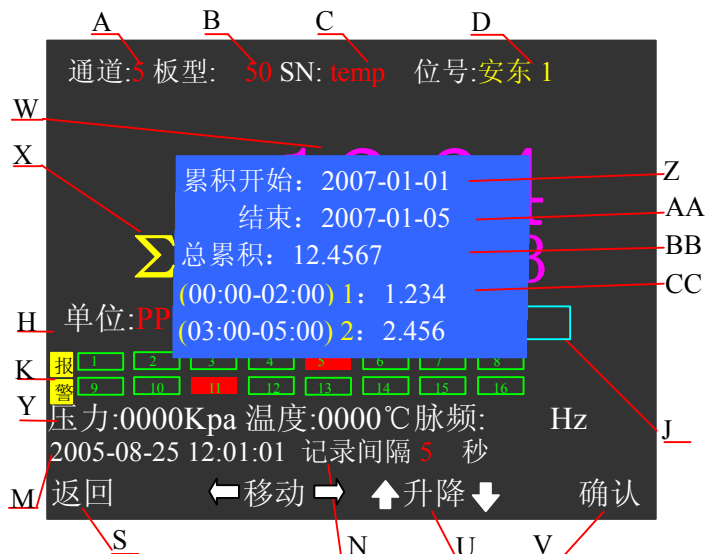 A B C D
通道:5 板型: 50 SN: temp 位号:安东 1
W
X
累积开始：2007-01-01 Z
结束：2007-01-05 AA
Σ 总累积：12.4567 BB
(00:00-02:00) 1：1.234 CC
H 单位:PP (03:00-05:00) 2：2.456
报 1 2 3 4 5 6 7 8
K 警 9 10 11 12 13 14 15 16
Y 压力:0000Kpa 温度:0000℃脉频: Hz J
2005-08-25 12:01:01 记录间隔 5 秒
M 返回 移动 升降 确认
S N U V